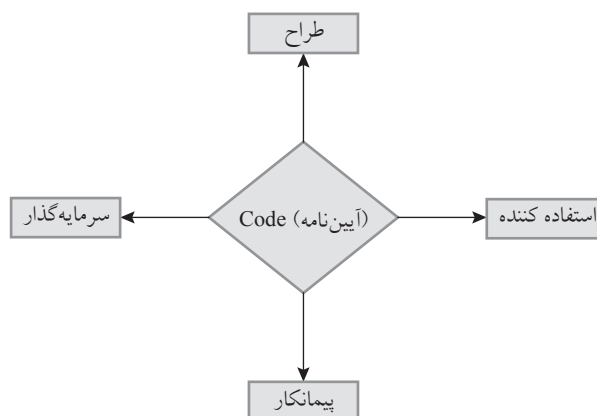 طراح
استفاده کننده
Code (آیین‌نامه)
سرمایه‌گذار
پیمانکار